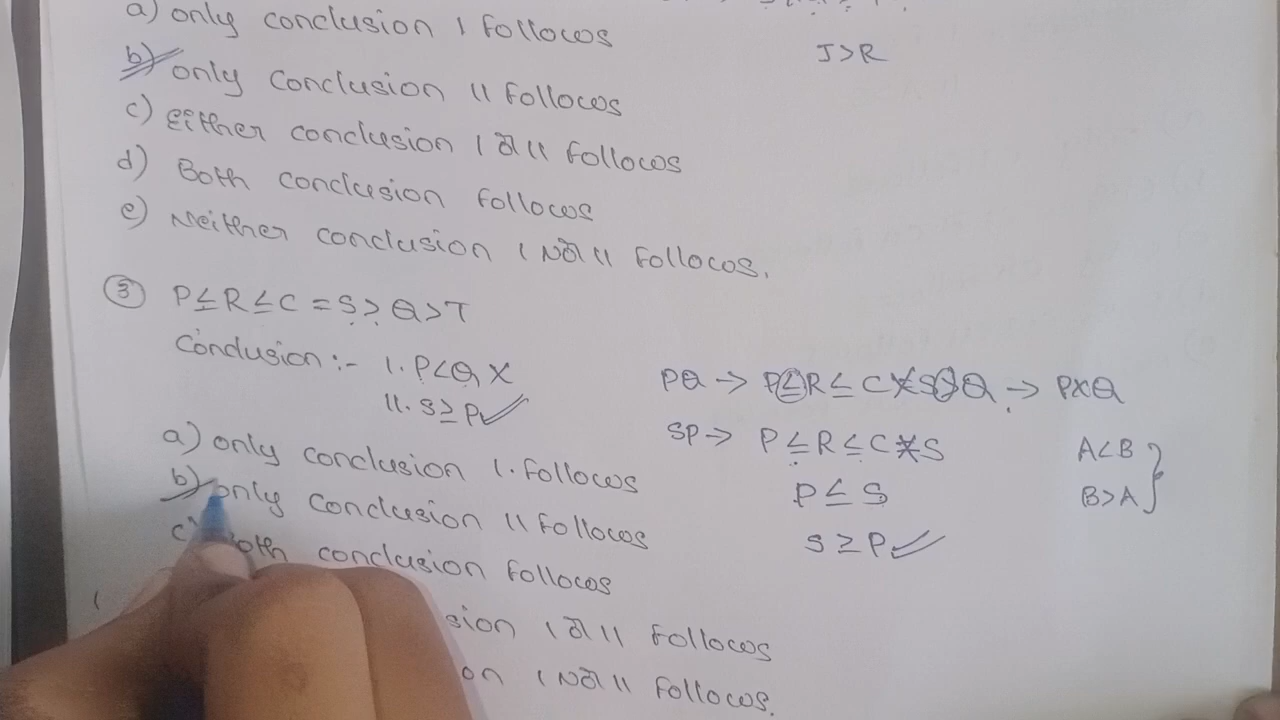 a) only conclusion I follows
b) only conclusion II follows
c) Either conclusion I or II follows
d) Both conclusion follows
e) Neither conclusion I nor II follows.
J>R
③ P≤R≤C=S>Q>T
Conclusion:- I. P<Q ✗
II. S≥P ✓
a) only conclusion I. follows
b) only conclusion II follows
c) Both conclusion follows
sion I or II follows
on I nor II follows.
PQ → P≤R≤C=S>Q → P×Q
SP → P≤R≤C=S
P≤S
S≥P ✓
A<B
B>A